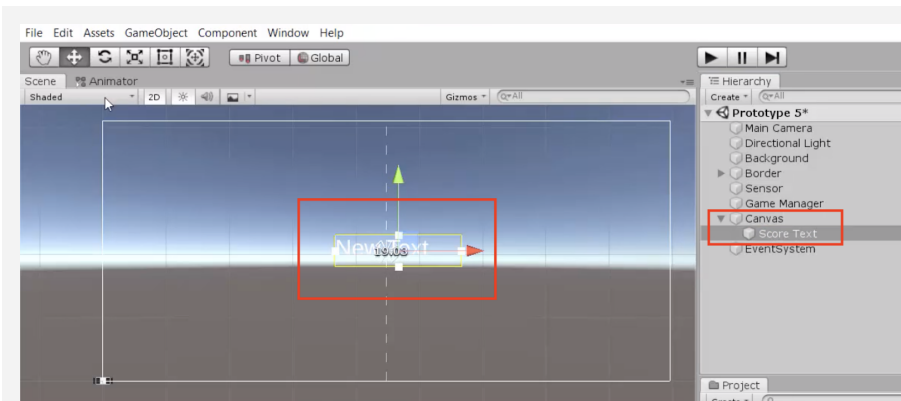 File Edit Assets GameObject Component Window Help
Pivot Global
Scene Animator
Shaded 2D Gizmos Q▾All
New Text
19.03
Hierarchy
Create Q▾All
Prototype 5*
Main Camera
Directional Light
Background
Border
Sensor
Game Manager
Canvas
Score Text
EventSystem
Project
Create